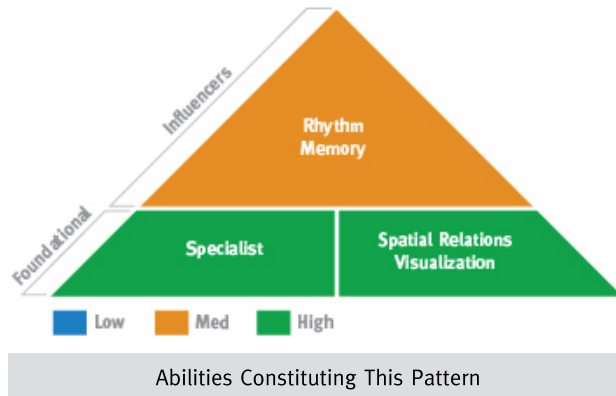 Influencers
Rhythm
Memory
Foundational
Specialist
Spatial Relations
Visualization
Low
Med
High
Abilities Constituting This Pattern